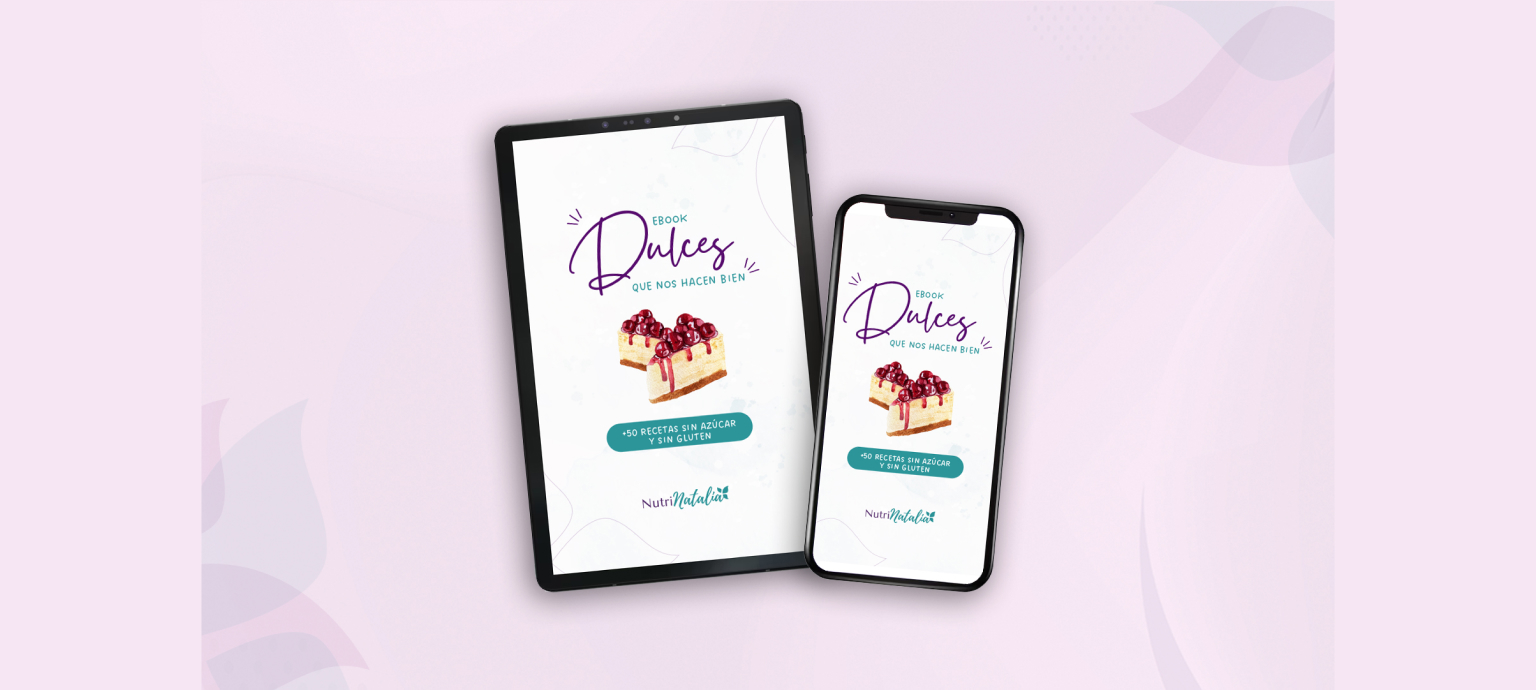 EBOOK
Dulces
QUE NOS HACEN BIEN
+50 RECETAS SIN AZÚCAR
Y SIN GLUTEN
NutriNatalia
EBOOK
Dulces
QUE NOS HACEN BIEN
+50 RECETAS SIN AZÚCAR
Y SIN GLUTEN
NutriNatalia